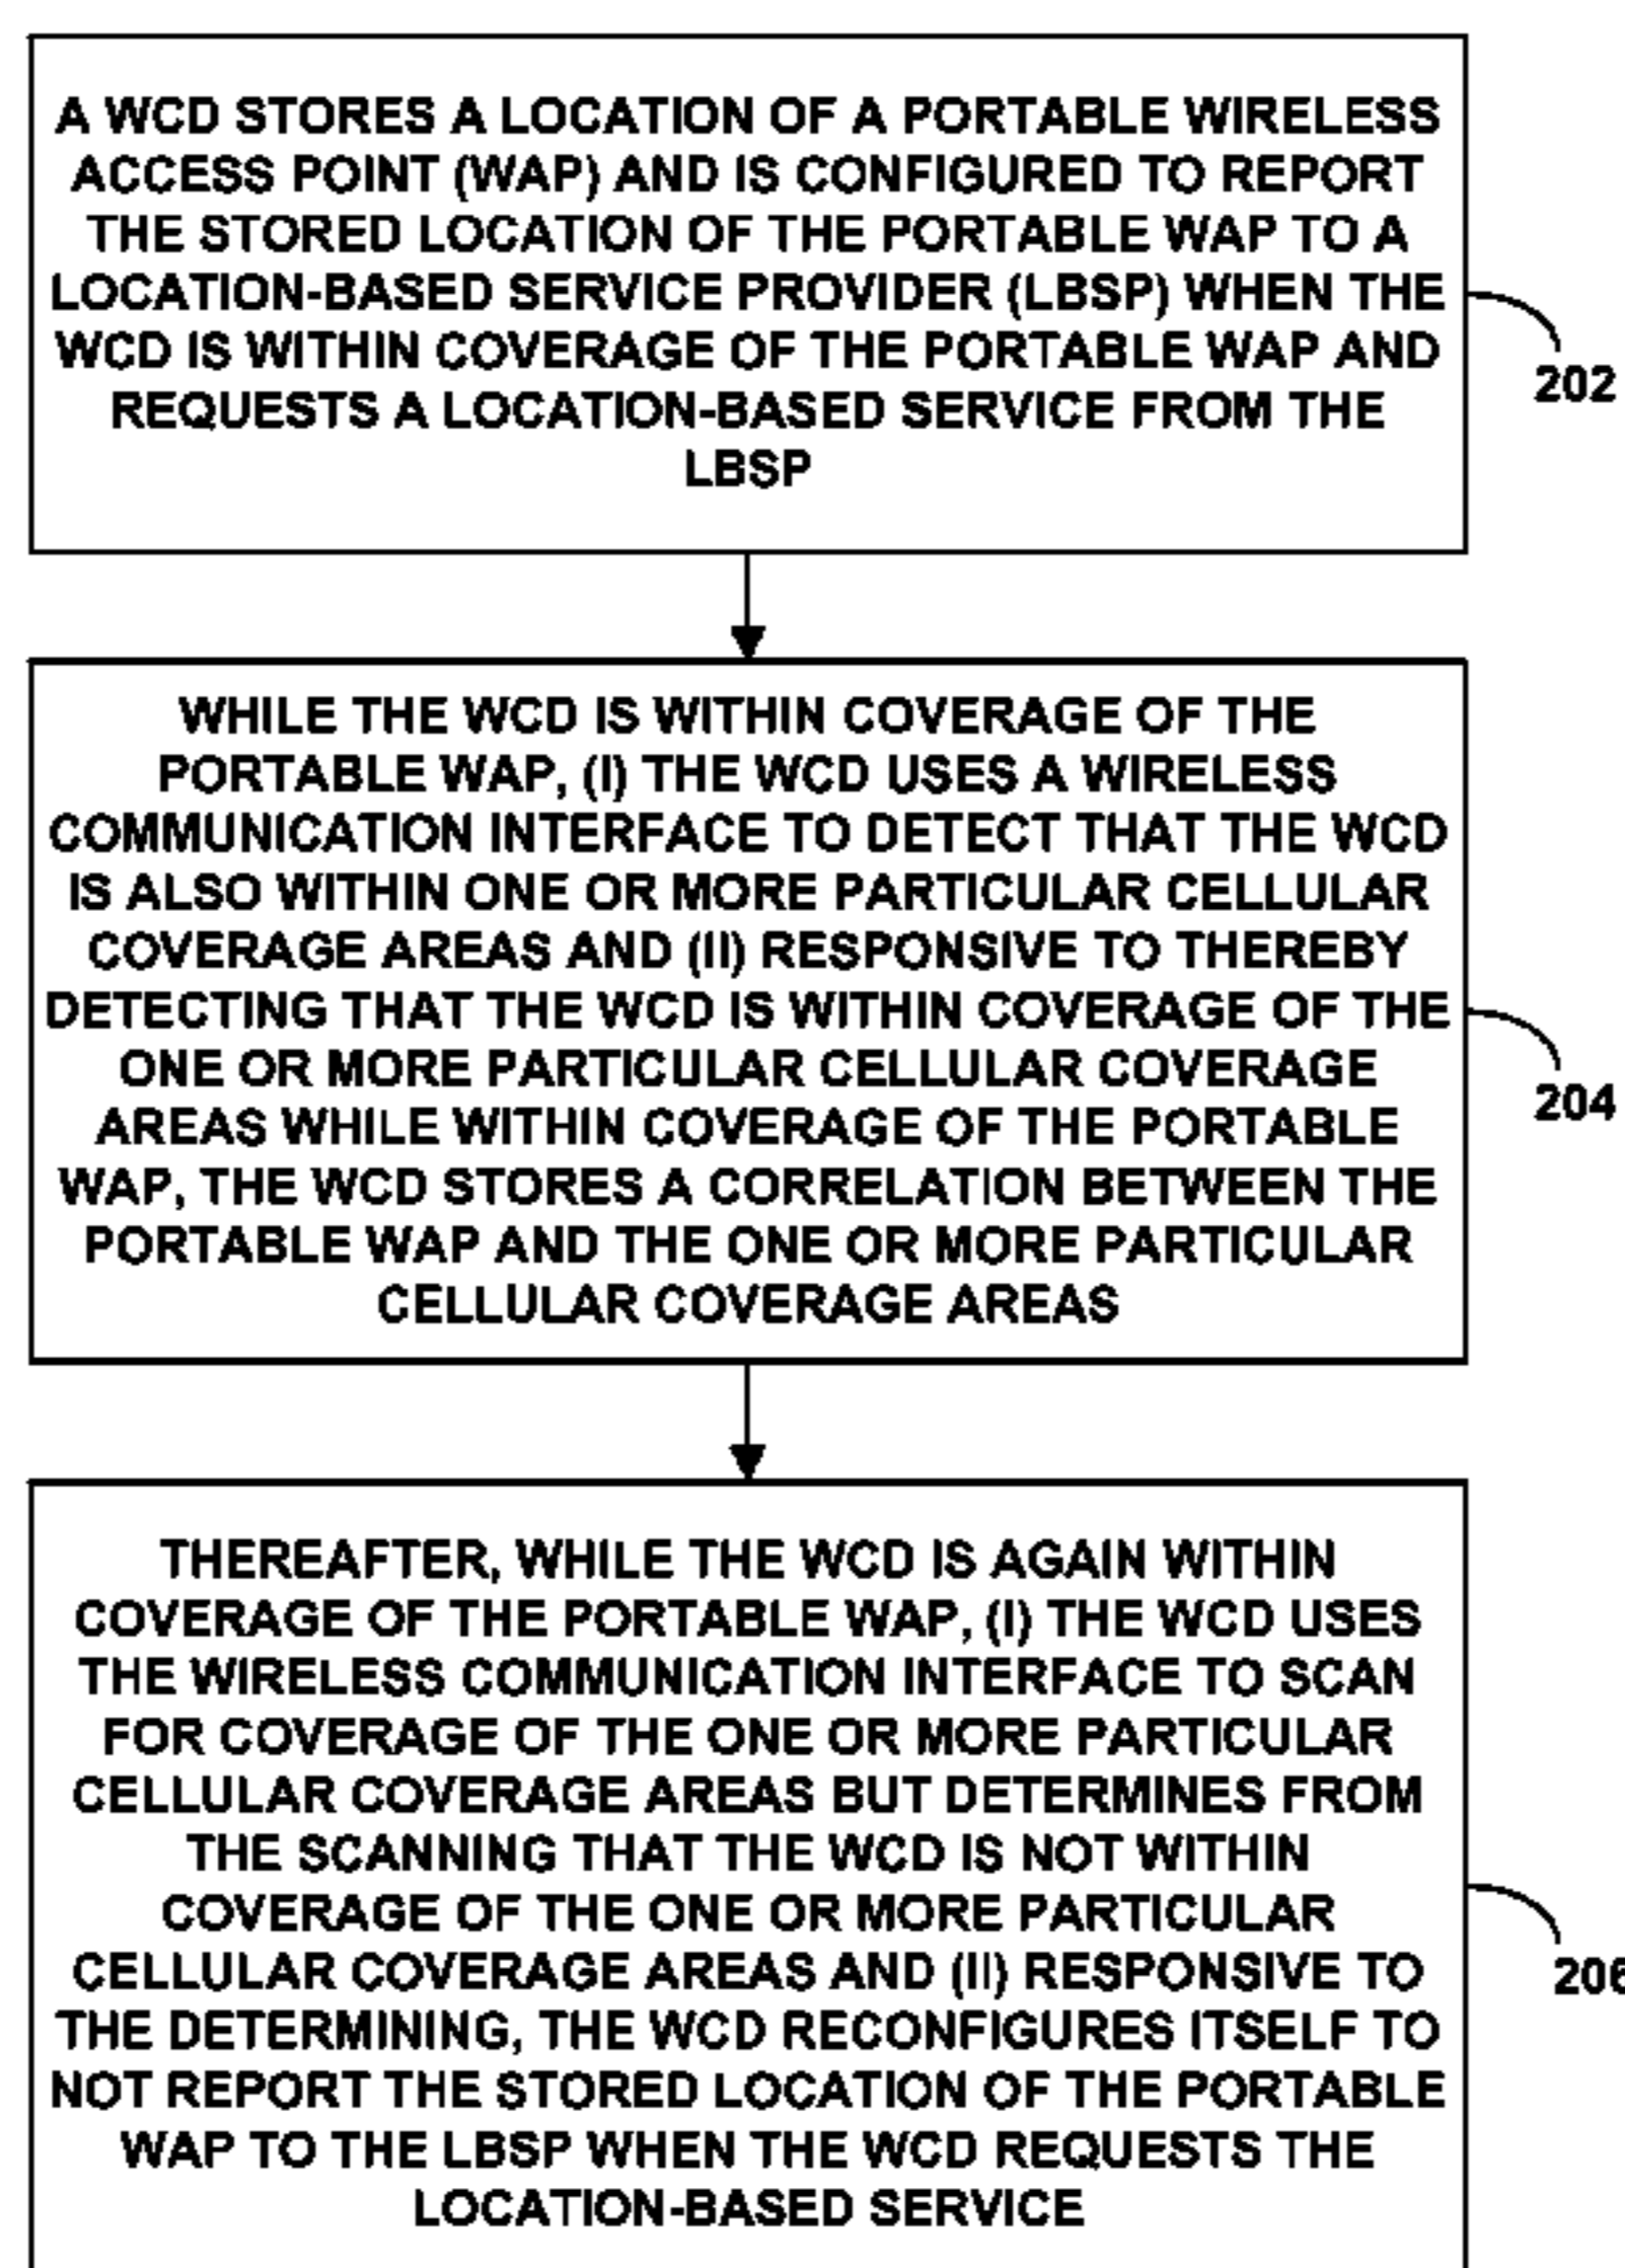 A WCD STORES A LOCATION OF A PORTABLE WIRELESS
ACCESS POINT (WAP) AND IS CONFIGURED TO REPORT
THE STORED LOCATION OF THE PORTABLE WAP TO A
LOCATION-BASED SERVICE PROVIDER (LBSP) WHEN THE
WCD IS WITHIN COVERAGE OF THE PORTABLE WAP AND
REQUESTS A LOCATION-BASED SERVICE FROM THE
LBSP
202
WHILE THE WCD IS WITHIN COVERAGE OF THE
PORTABLE WAP, (I) THE WCD USES A WIRELESS
COMMUNICATION INTERFACE TO DETECT THAT THE WCD
IS ALSO WITHIN ONE OR MORE PARTICULAR CELLULAR
COVERAGE AREAS AND (II) RESPONSIVE TO THEREBY
DETECTING THAT THE WCD IS WITHIN COVERAGE OF THE
ONE OR MORE PARTICULAR CELLULAR COVERAGE
AREAS WHILE WITHIN COVERAGE OF THE PORTABLE
WAP, THE WCD STORES A CORRELATION BETWEEN THE
PORTABLE WAP AND THE ONE OR MORE PARTICULAR
CELLULAR COVERAGE AREAS
204
THEREAFTER, WHILE THE WCD IS AGAIN WITHIN
COVERAGE OF THE PORTABLE WAP, (I) THE WCD USES
THE WIRELESS COMMUNICATION INTERFACE TO SCAN
FOR COVERAGE OF THE ONE OR MORE PARTICULAR
CELLULAR COVERAGE AREAS BUT DETERMINES FROM
THE SCANNING THAT THE WCD IS NOT WITHIN
COVERAGE OF THE ONE OR MORE PARTICULAR
CELLULAR COVERAGE AREAS AND (II) RESPONSIVE TO
THE DETERMINING, THE WCD RECONFIGURES ITSELF TO
NOT REPORT THE STORED LOCATION OF THE PORTABLE
WAP TO THE LBSP WHEN THE WCD REQUESTS THE
LOCATION-BASED SERVICE
206